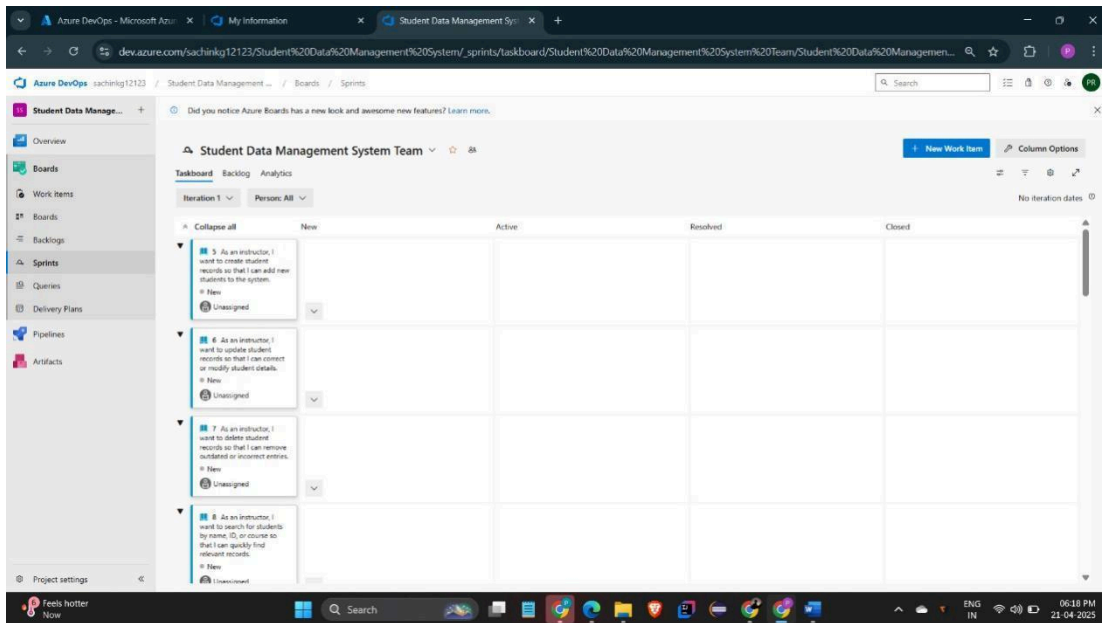 Azure DevOps - Microsoft Azur
My Information
Student Data Management Sys
dev.azure.com/sachinkg12123/Student%20Data%20Management%20System/_sprints/taskboard/Student%20Data%20Management%20System%20Team/Student%20Data%20Managemen...
Azure DevOps sachinkg12123 / Student Data Management ... / Boards / Sprints
Search
PR
SS Student Data Manage... +
Did you notice Azure Boards has a new look and awesome new features? Learn more.
Overview
Boards
Work items
Boards
Backlogs
Sprints
Queries
Delivery Plans
Pipelines
Artifacts
Project settings
Student Data Management System Team
+ New Work Item
Column Options
Taskboard Backlog Analytics
Iteration 1
Person: All
No iteration dates
Collapse all New Active Resolved Closed
5 As an instructor, I
want to create student
records so that I can add new
students to the system.
New
Unassigned
6 As an instructor, I
want to update student
records so that I can correct
or modify student details.
New
Unassigned
7 As an instructor, I
want to delete student
records so that I can remove
outdated or incorrect entries.
New
Unassigned
8 As an instructor, I
want to search for students
by name, ID, or course so
that I can quickly find
relevant records.
New
Unassigned
Feels hotter
Now
Search
ENG
IN
06:18 PM
21-04-2025